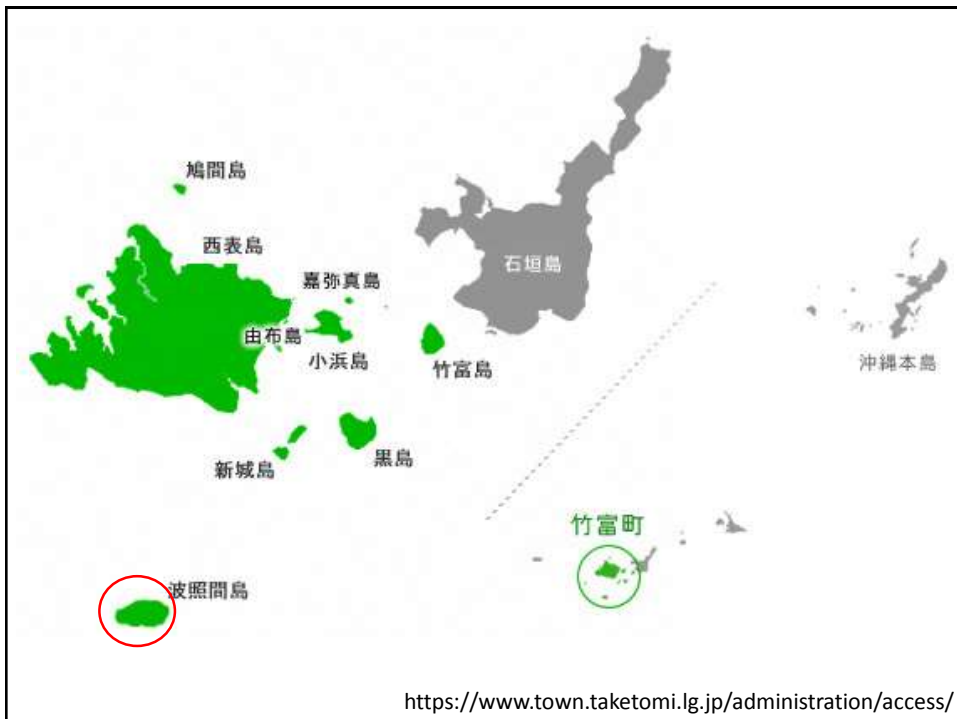 鳩間島
西表島
嘉弥真島
石垣島
由布島
小浜島
竹富島
沖縄本島
新城島
黒島
竹富町
波照間島
https://www.town.taketomi.lg.jp/administration/access/